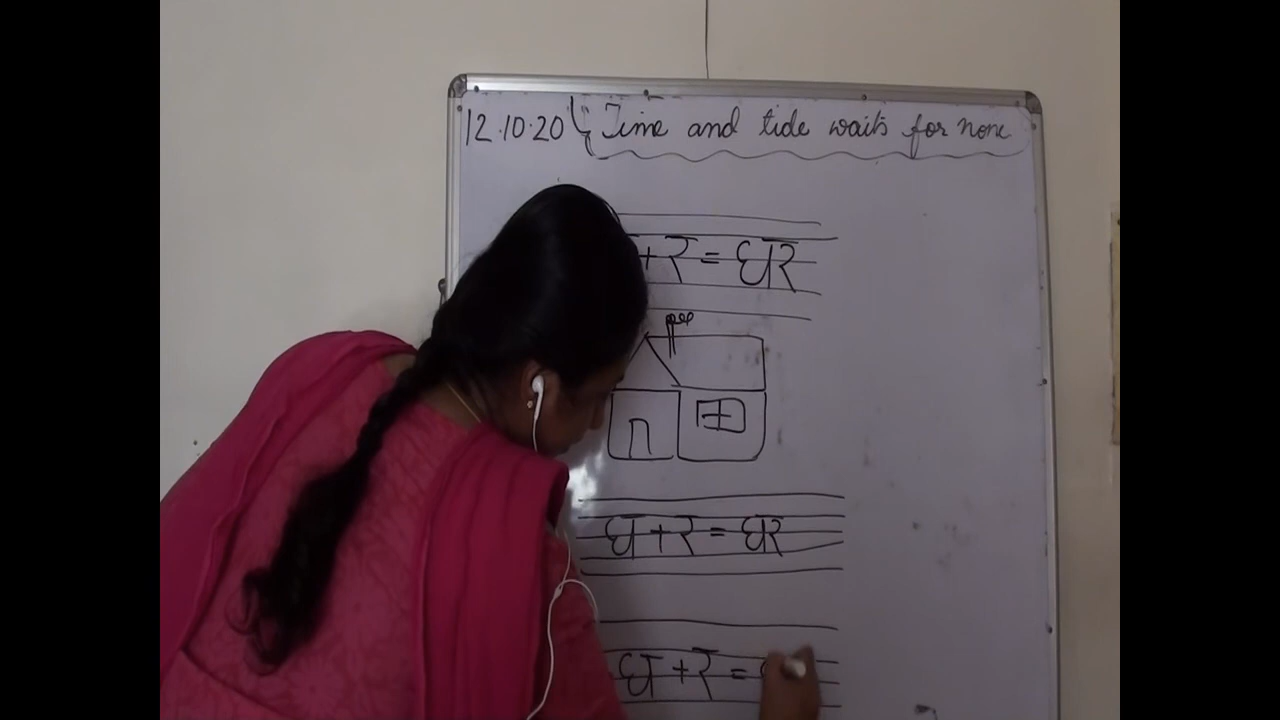 12.10.20 Time and tide waits for none
+ र = घर
घ + र = घर
घ + र =